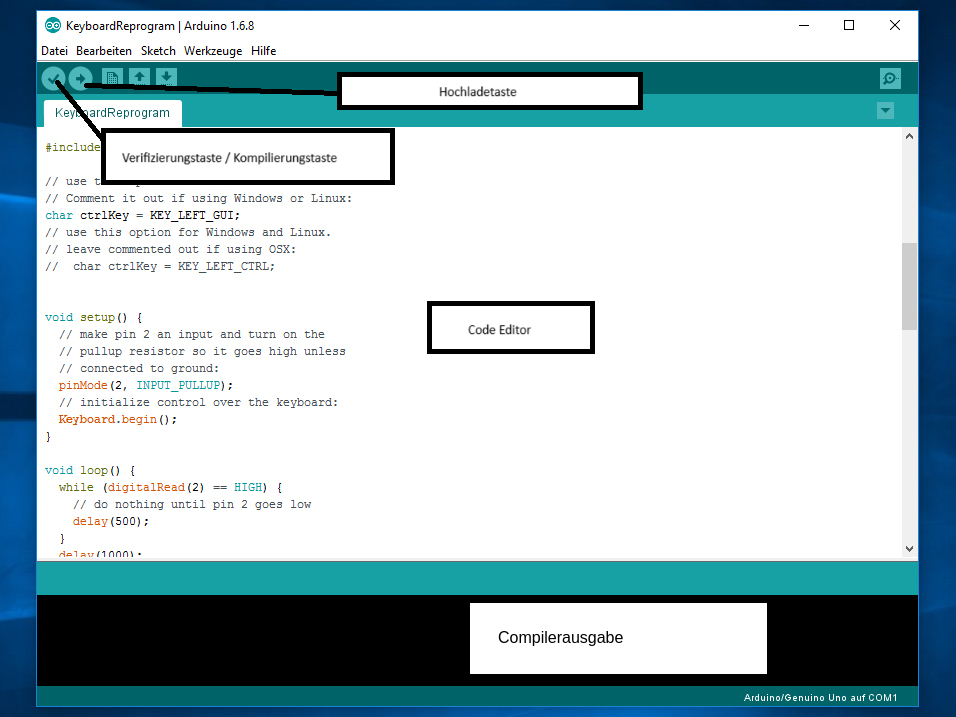 KeyboardReprogram | Arduino 1.6.8
Datei Bearbeiten Sketch Werkzeuge Hilfe
Hochladetaste
KeyboardReprogram
#include
Verifizierungstaste / Kompilierungstaste
// use
// Comment it out if using Windows or Linux:
char ctrlKey = KEY_LEFT_GUI;
// use this option for Windows and Linux.
// leave commented out if using OSX:
//  char ctrlKey = KEY_LEFT_CTRL;
void setup() {
Code Editor
// make pin 2 an input and turn on the
// pullup resistor so it goes high unless
// connected to ground:
pinMode(2, INPUT_PULLUP);
// initialize control over the keyboard:
Keyboard.begin();
}
void loop() {
while (digitalRead(2) == HIGH) {
// do nothing until pin 2 goes low
delay(500);
}
delay(1000);
Compilerausgabe
Arduino/Genuino Uno auf COM1